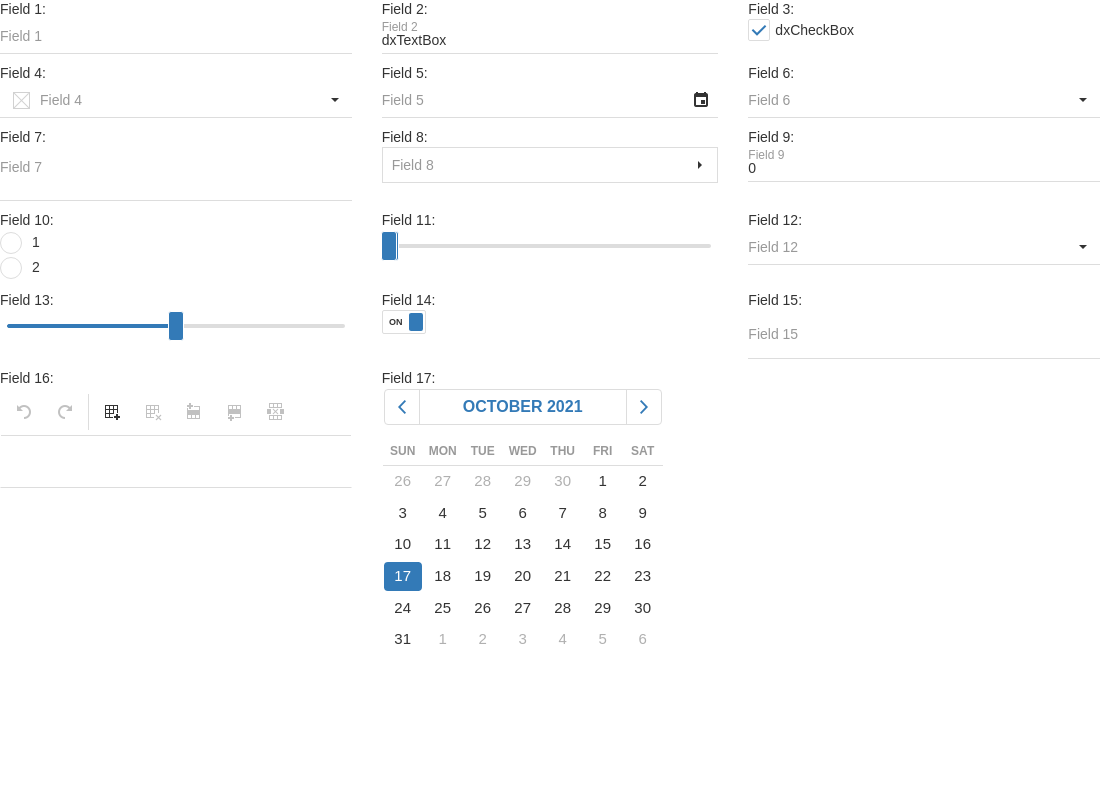 Field 1:
Field 1
Field 2:
Field 2
dxTextBox
Field 3:
dxCheckBox
Field 4:
Field 4
Field 5:
Field 5
Field 6:
Field 6
Field 7:
Field 7
Field 8:
Field 8
Field 9:
Field 9
0
Field 10:
1
2
Field 11:
Field 12:
Field 12
Field 13:
Field 14:
ON
Field 15:
Field 15
Field 16:
Field 17:
OCTOBER 2021
SUN MON TUE WED THU FRI SAT
26 27 28 29 30 1 2
3 4 5 6 7 8 9
10 11 12 13 14 15 16
17 18 19 20 21 22 23
24 25 26 27 28 29 30
31 1 2 3 4 5 6